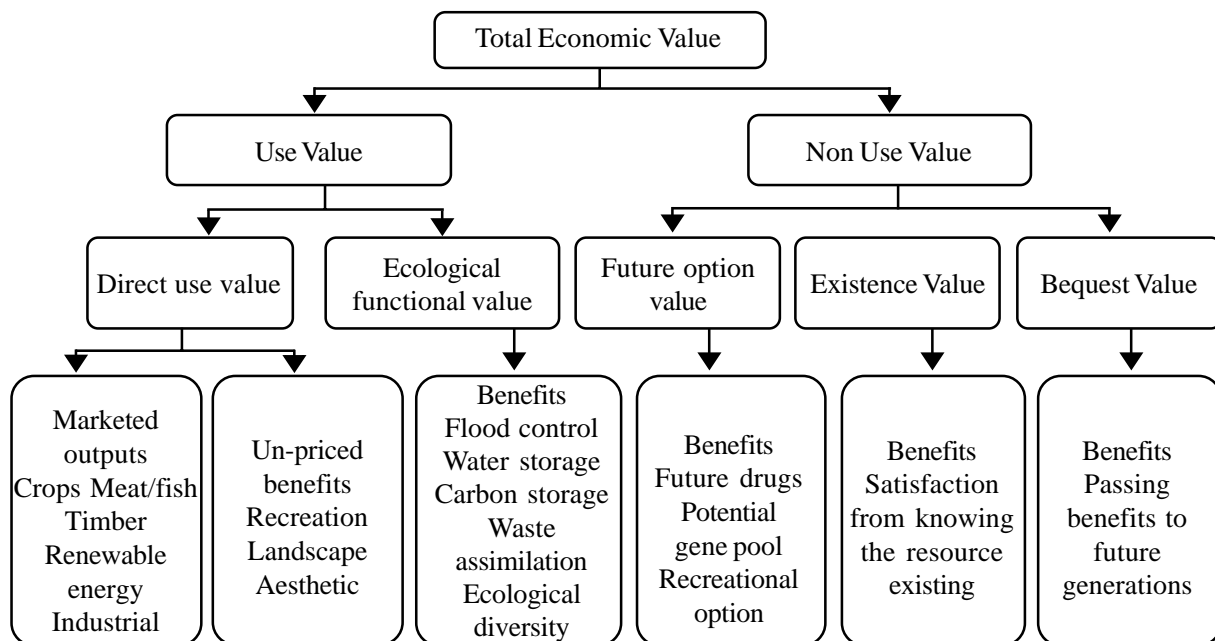 Total Economic Value
Use Value
Non Use Value
Direct use value
Ecological
functional value
Future option
value
Existence Value
Bequest Value
Marketed
outputs
Crops Meat/fish
Timber
Renewable
energy
Industrial
Un-priced
benefits
Recreation
Landscape
Aesthetic
Benefits
Flood control
Water storage
Carbon storage
Waste
assimilation
Ecological
diversity
Benefits
Future drugs
Potential
gene pool
Recreational
option
Benefits
Satisfaction
from knowing
the resource
existing
Benefits
Passing
benefits to
future
generations